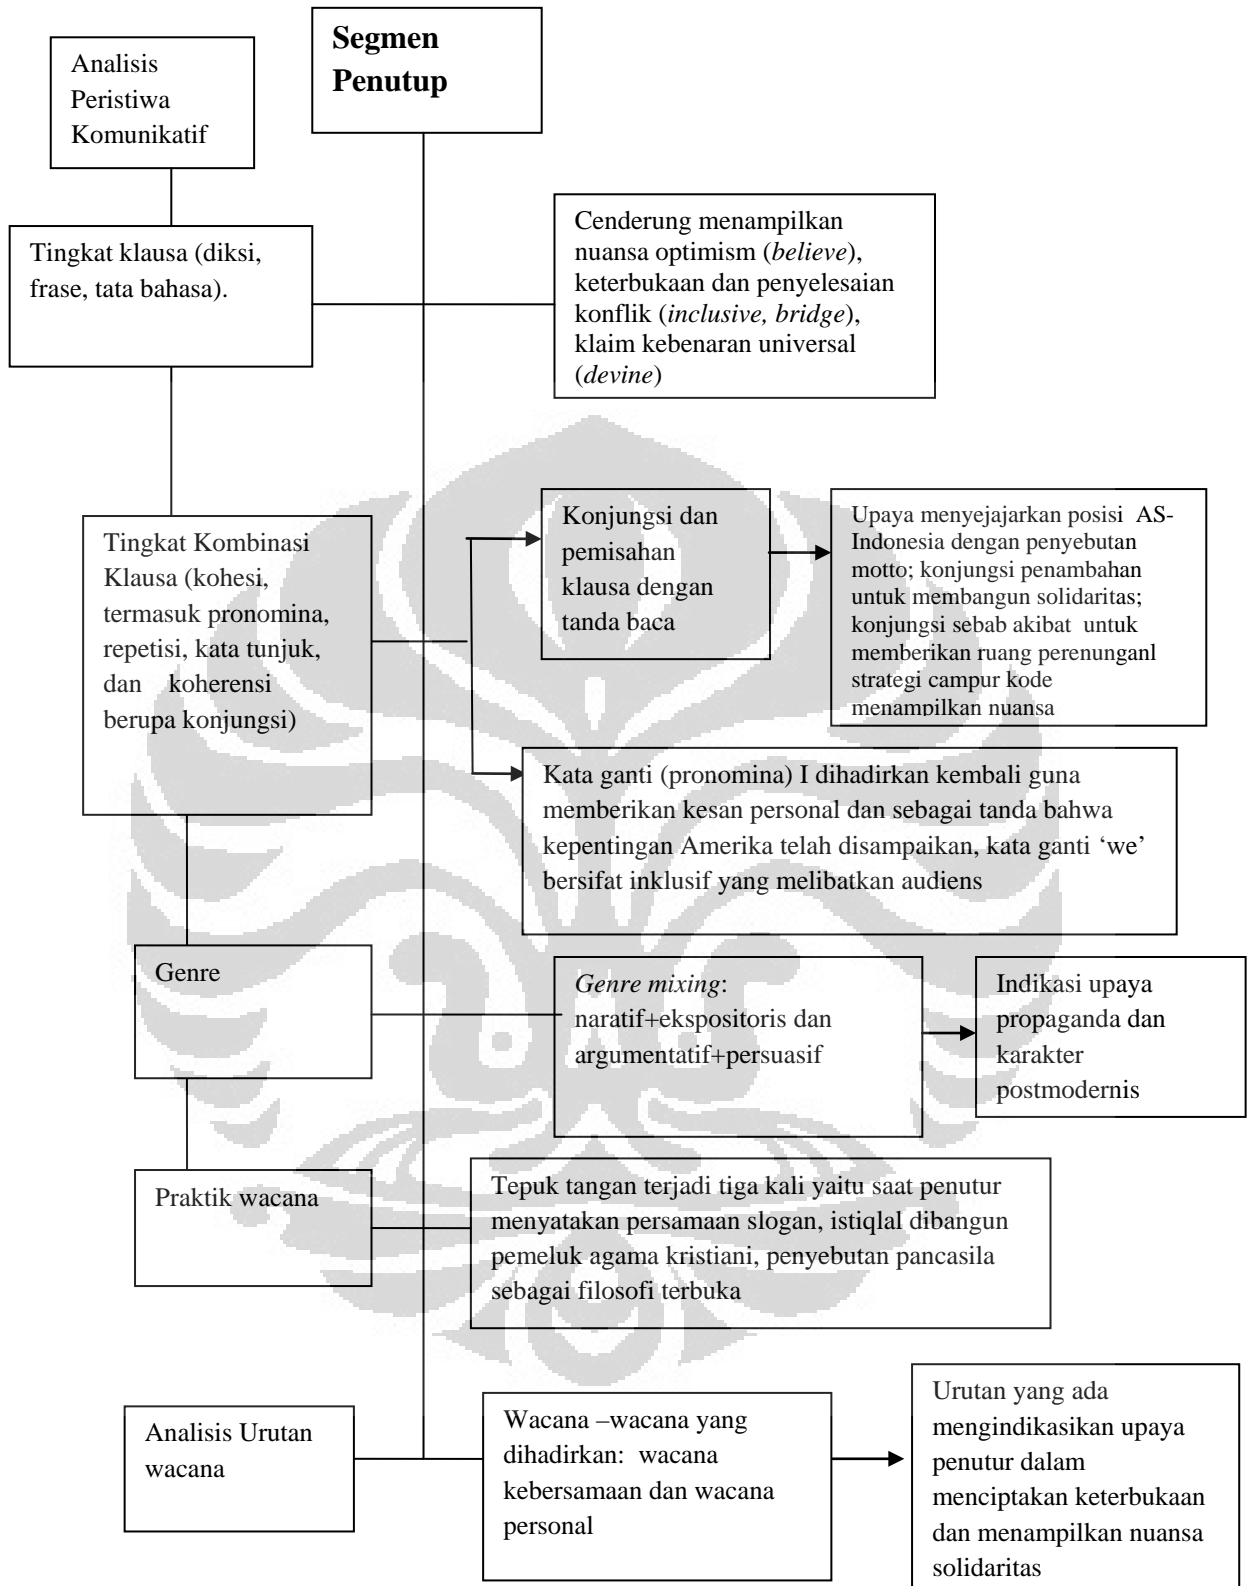 Segmen
Penutup
Analisis
Peristiwa
Komunikatif
Tingkat klausa (diksi,
frase, tata bahasa).
Cenderung menampilkan
nuansa optimism (believe),
keterbukaan dan penyelesaian
konflik (inclusive, bridge),
klaim kebenaran universal
(devine)
Tingkat Kombinasi
Klausa (kohesi,
termasuk pronomina,
repetisi, kata tunjuk,
dan koherensi
berupa konjungsi)
Konjungsi dan
pemisahan
klausa dengan
tanda baca
Upaya menyejajarkan posisi AS-
Indonesia dengan penyebutan
motto; konjungsi penambahan
untuk membangun solidaritas;
konjungsi sebab akibat untuk
memberikan ruang perenunganl
strategi campur kode
menampilkan nuansa
Kata ganti (pronomina) I dihadirkan kembali guna
memberikan kesan personal dan sebagai tanda bahwa
kepentingan Amerika telah disampaikan, kata ganti ‘we’
bersifat inklusif yang melibatkan audiens
Genre
Genre mixing:
naratif+ekspositoris dan
argumentatif+persuasif
Indikasi upaya
propaganda dan
karakter
postmodernis
Praktik wacana
Tepuk tangan terjadi tiga kali yaitu saat penutur
menyatakan persamaan slogan, istiqlal dibangun
pemeluk agama kristiani, penyebutan pancasila
sebagai filosofi terbuka
Analisis Urutan
wacana
Wacana –wacana yang
dihadirkan: wacana
kebersamaan dan wacana
personal
Urutan yang ada
mengindikasikan upaya
penutur dalam
menciptakan keterbukaan
dan menampilkan nuansa
solidaritas